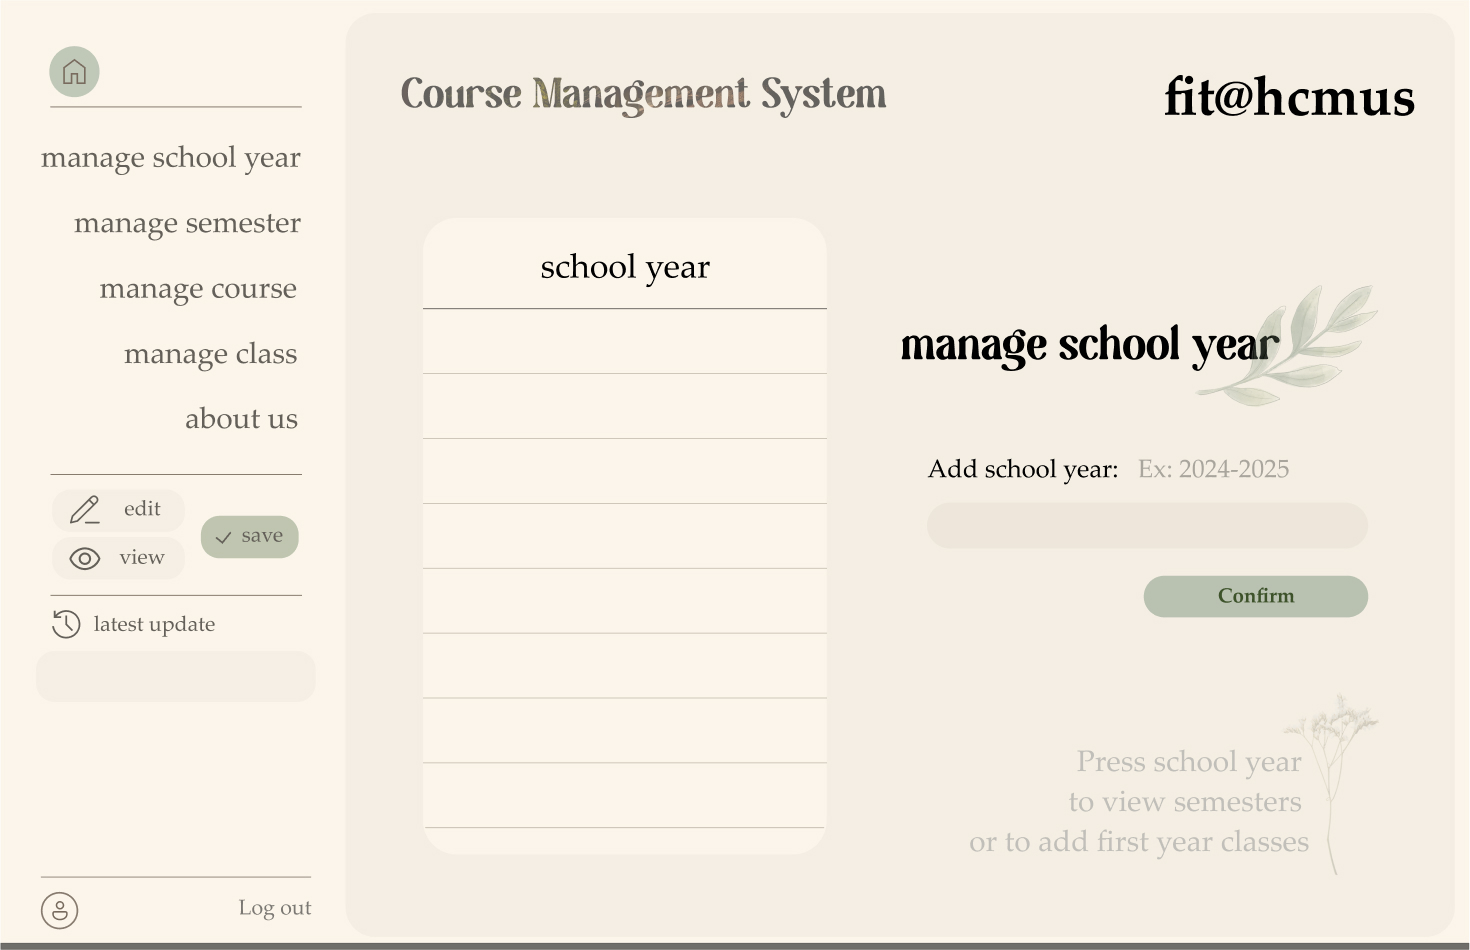 manage school year
manage semester
manage course
manage class
about us
edit
view
save
latest update
Log out
Course Management System
fit@hcmus
school year
manage school year
Add school year: Ex: 2024-2025
Confirm
Press school year
to view semesters
or to add first year classes